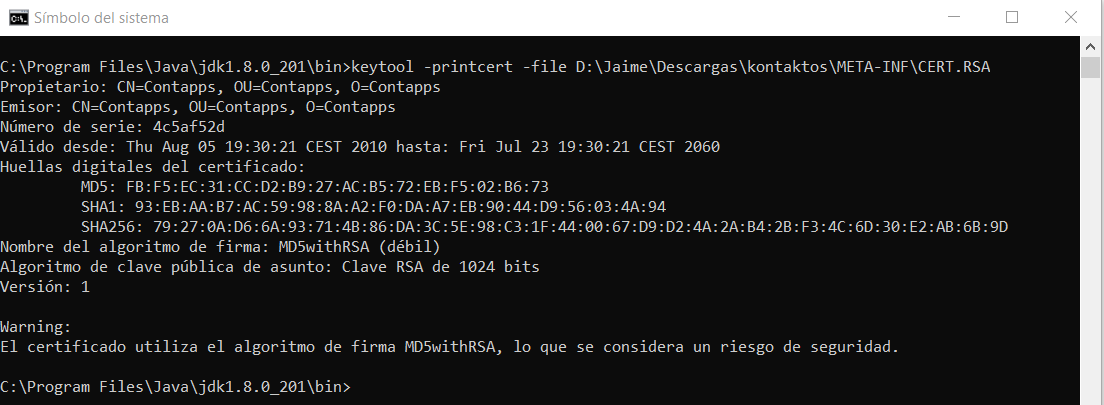 Símbolo del sistema
C:\Program Files\Java\jdk1.8.0_201\bin>keytool -printcert -file D:\Jaime\Descargas\kontaktos\META-INF\CERT.RSA
Propietario: CN=Contapps, OU=Contapps, O=Contapps
Emisor: CN=Contapps, OU=Contapps, O=Contapps
Número de serie: 4c5af52d
Válido desde: Thu Aug 05 19:30:21 CEST 2010 hasta: Fri Jul 23 19:30:21 CEST 2060
Huellas digitales del certificado:
MD5: FB:F5:EC:31:CC:D2:B9:27:AC:B5:72:EB:F5:02:B6:73
SHA1: 93:EB:AA:B7:AC:59:98:8A:A2:F0:DA:A7:EB:90:44:D9:56:03:4A:94
SHA256: 79:27:0A:D6:6A:93:71:4B:86:DA:3C:5E:98:C3:1F:44:00:67:D9:D2:4A:2A:B4:2B:F3:4C:6D:30:E2:AB:6B:9D
Nombre del algoritmo de firma: MD5withRSA (débil)
Algoritmo de clave pública de asunto: Clave RSA de 1024 bits
Versión: 1
Warning:
El certificado utiliza el algoritmo de firma MD5withRSA, lo que se considera un riesgo de seguridad.
C:\Program Files\Java\jdk1.8.0_201\bin>